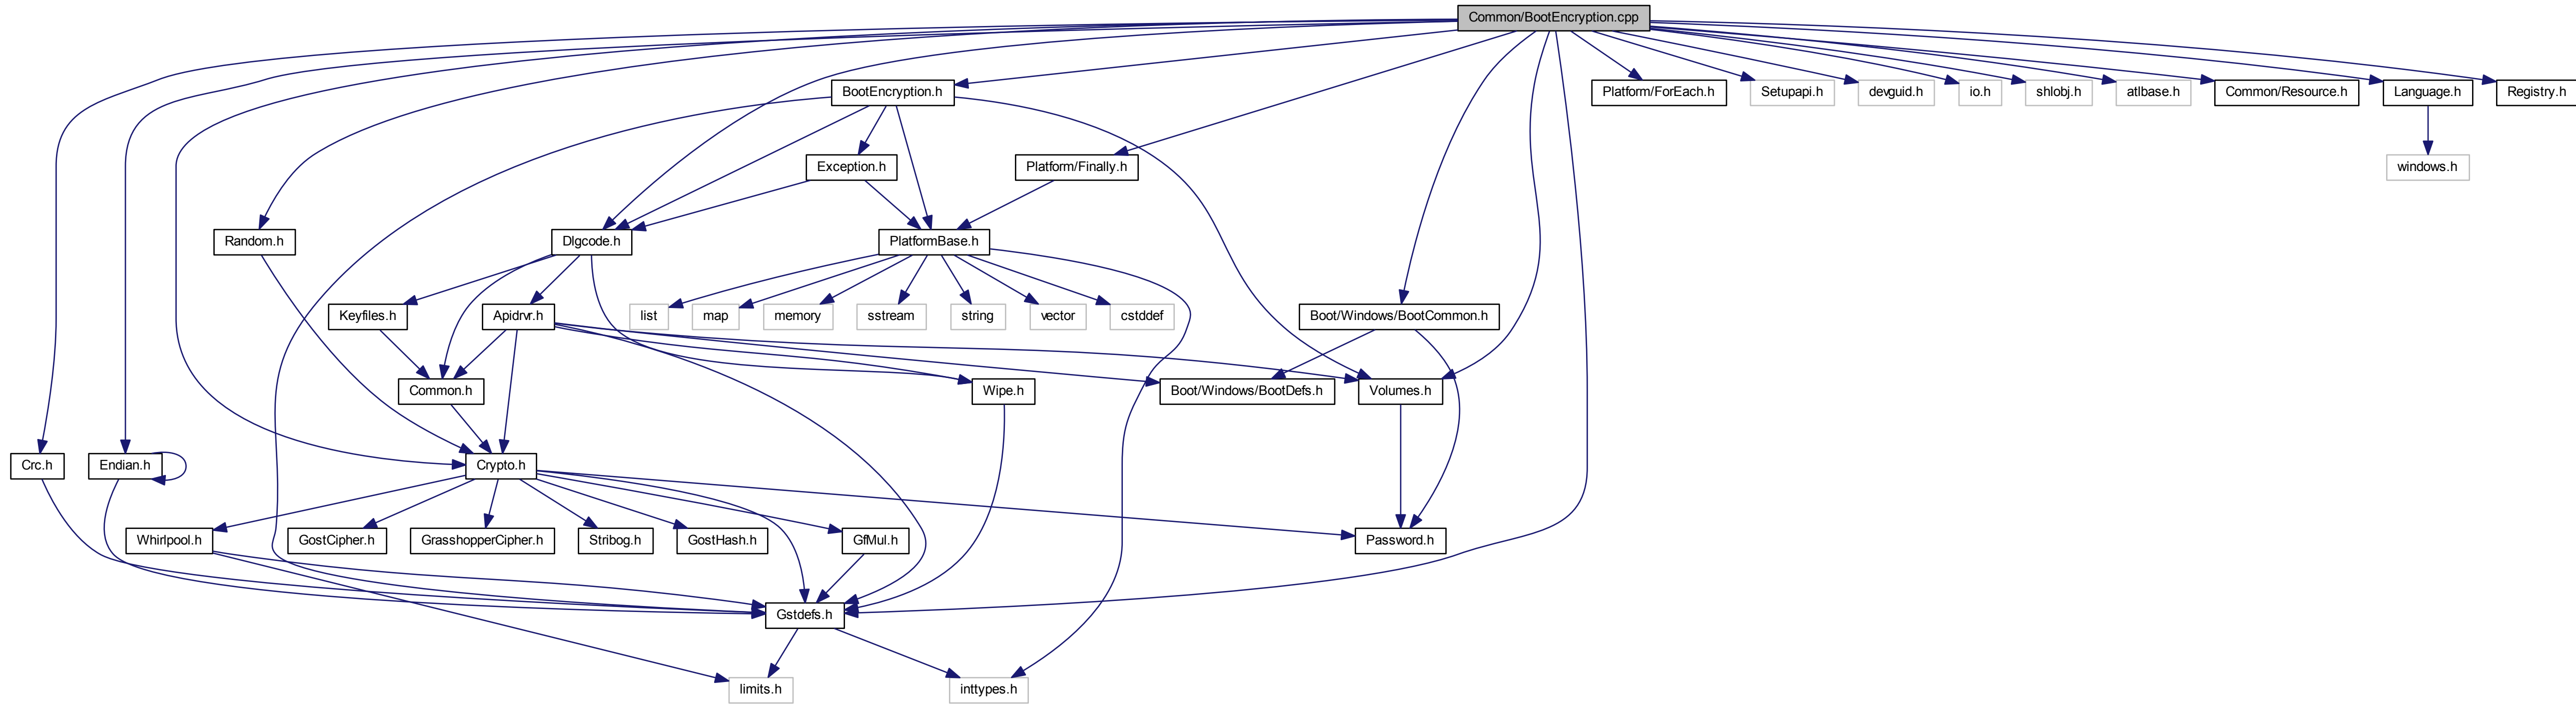 Common/BootEncryption.cpp
BootEncryption.h
Platform/ForEach.h
Setupapi.h
devguid.h
io.h
shlobj.h
atlbase.h
Common/Resource.h
Language.h
Registry.h
Exception.h
Platform/Finally.h
windows.h
Random.h
Dlgcode.h
PlatformBase.h
Keyfiles.h
Apidrvr.h
list
map
memory
sstream
string
vector
cstddef
Boot/Windows/BootCommon.h
Common.h
Wipe.h
Boot/Windows/BootDefs.h
Volumes.h
Crc.h
Endian.h
Crypto.h
Whirlpool.h
GostCipher.h
GrasshopperCipher.h
Stribog.h
GostHash.h
GfMul.h
Password.h
Gstdefs.h
limits.h
inttypes.h